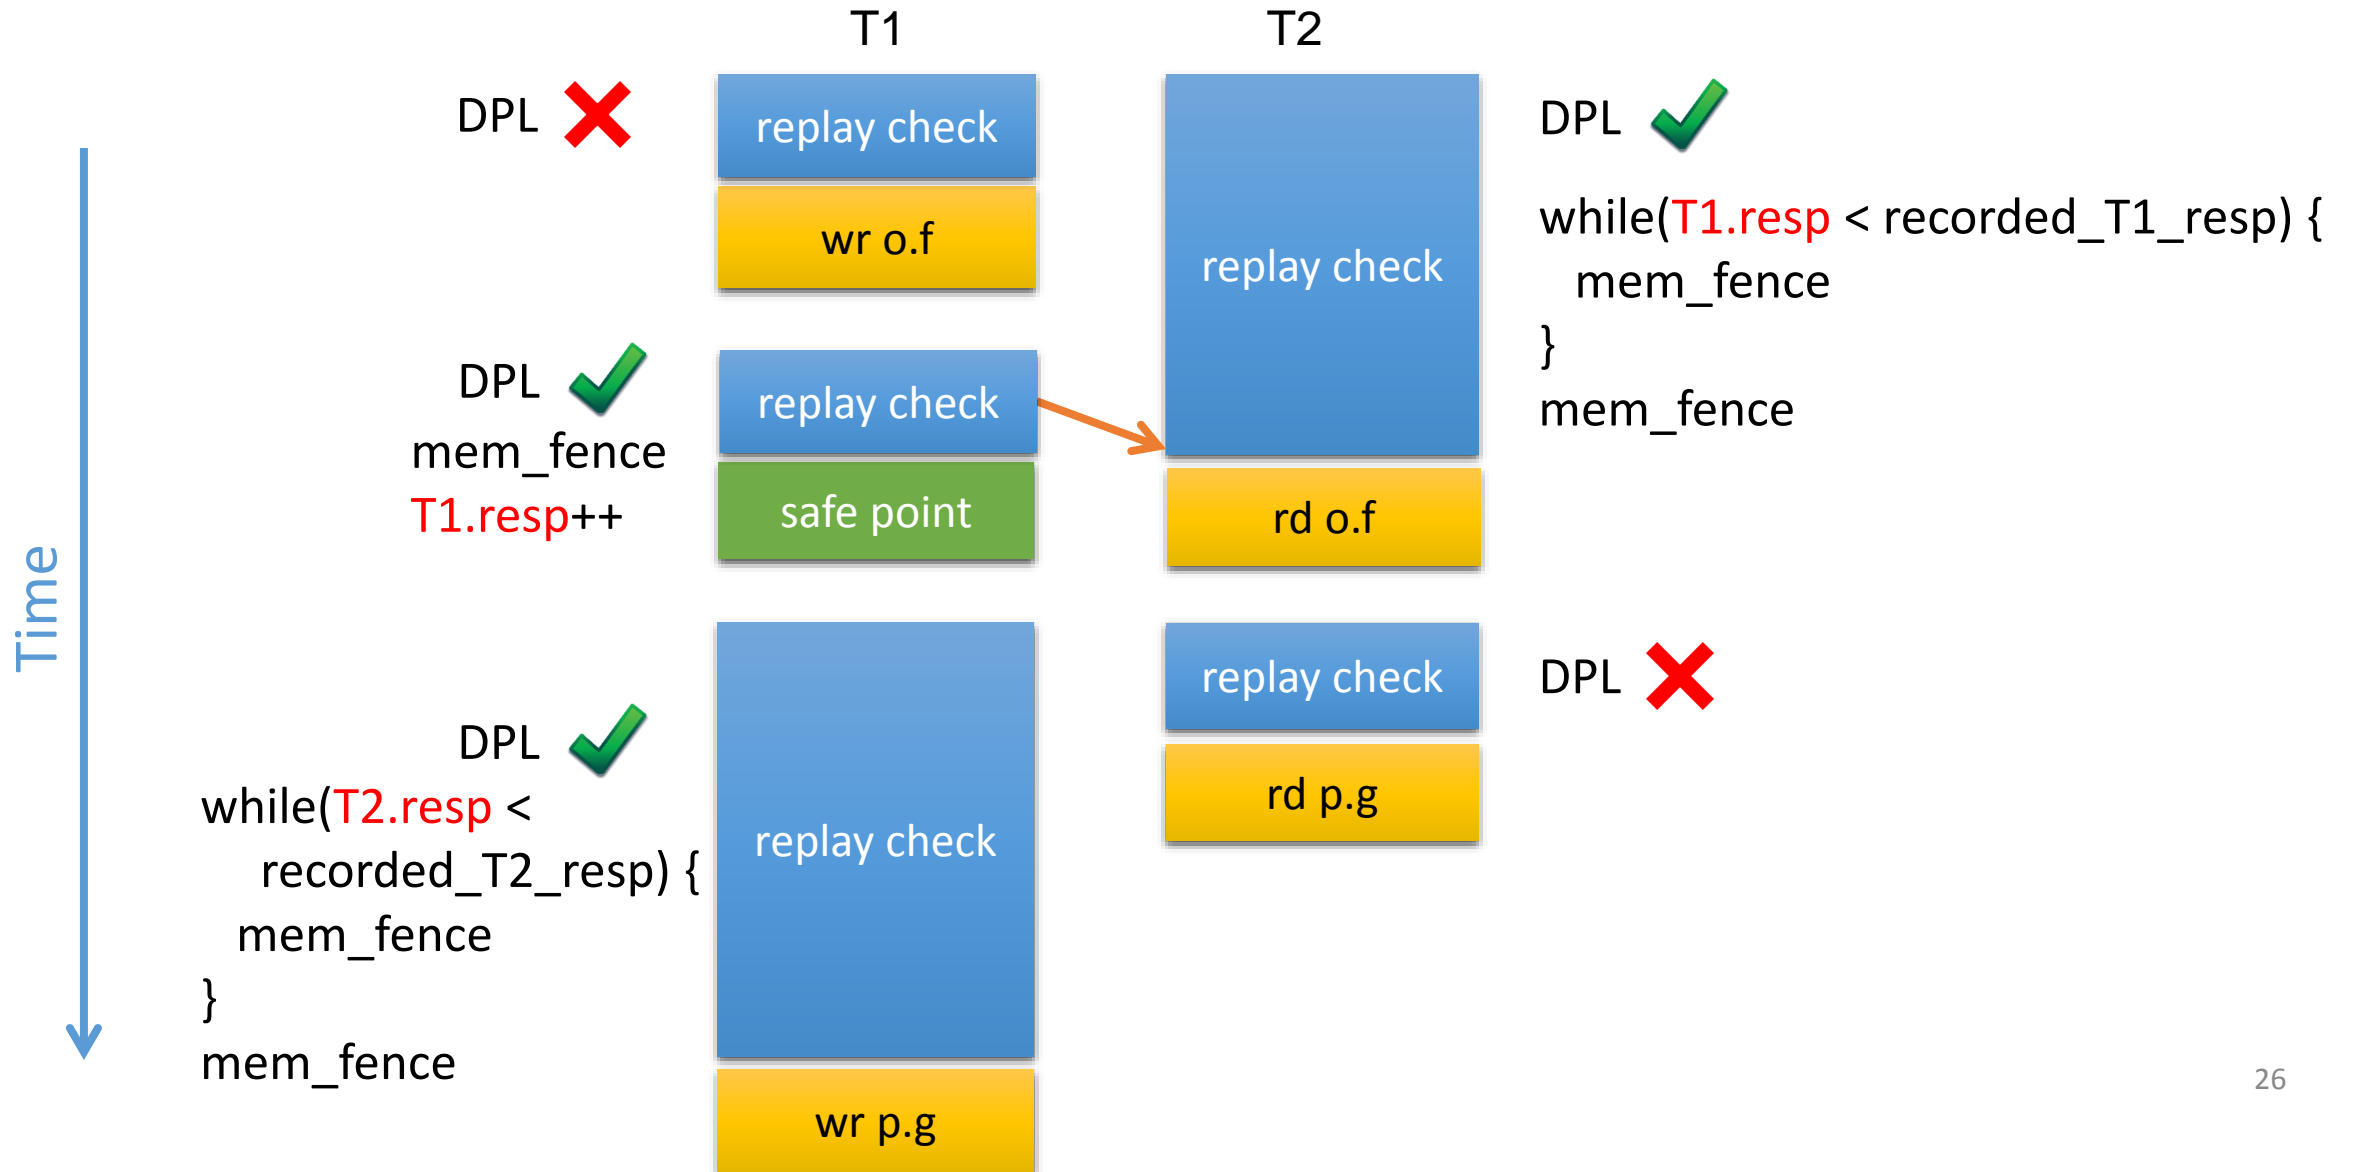 T1
T2
DPL
replay check
wr o.f
replay check
DPL
while(T1.resp < recorded_T1_resp) {
mem_fence
}
mem_fence
DPL
mem_fence
T1.resp++
replay check
safe point
rd o.f
Time
DPL
while(T2.resp <
recorded_T2_resp) {
mem_fence
}
mem_fence
replay check
wr p.g
replay check
rd p.g
DPL
26